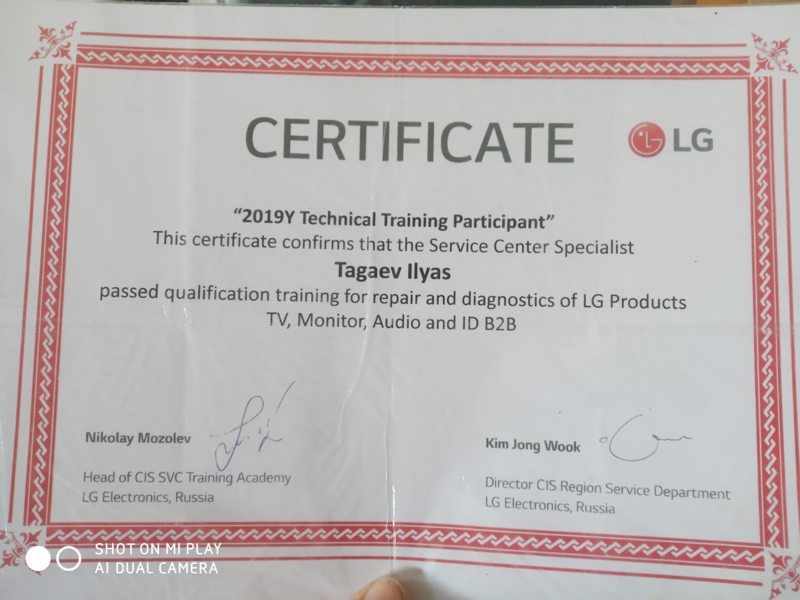 CERTIFICATE
LG
“2019Y Technical Training Participant”
This certificate confirms that the Service Center Specialist
Tagaev Ilyas
passed qualification training for repair and diagnostics of LG Products
TV, Monitor, Audio and ID B2B
Nikolay Mozolev
Head of CIS SVC Training Academy
LG Electronics, Russia
Kim Jong Wook
Director CIS Region Service Department
LG Electronics, Russia
SHOT ON MI PLAY
AI DUAL CAMERA